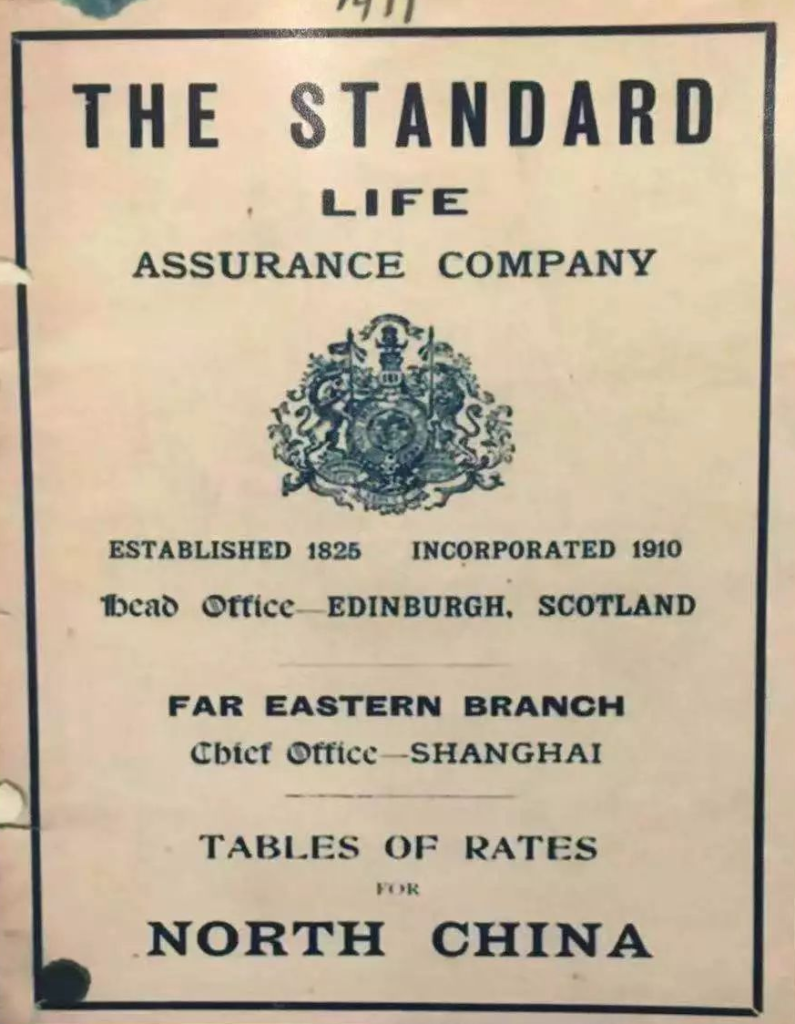 THE STANDARD
LIFE
ASSURANCE COMPANY
ESTABLISHED 1825 INCORPORATED 1910
Head Office—EDINBURGH, SCOTLAND
FAR EASTERN BRANCH
Chief Office—SHANGHAI
TABLES OF RATES
FOR
NORTH CHINA